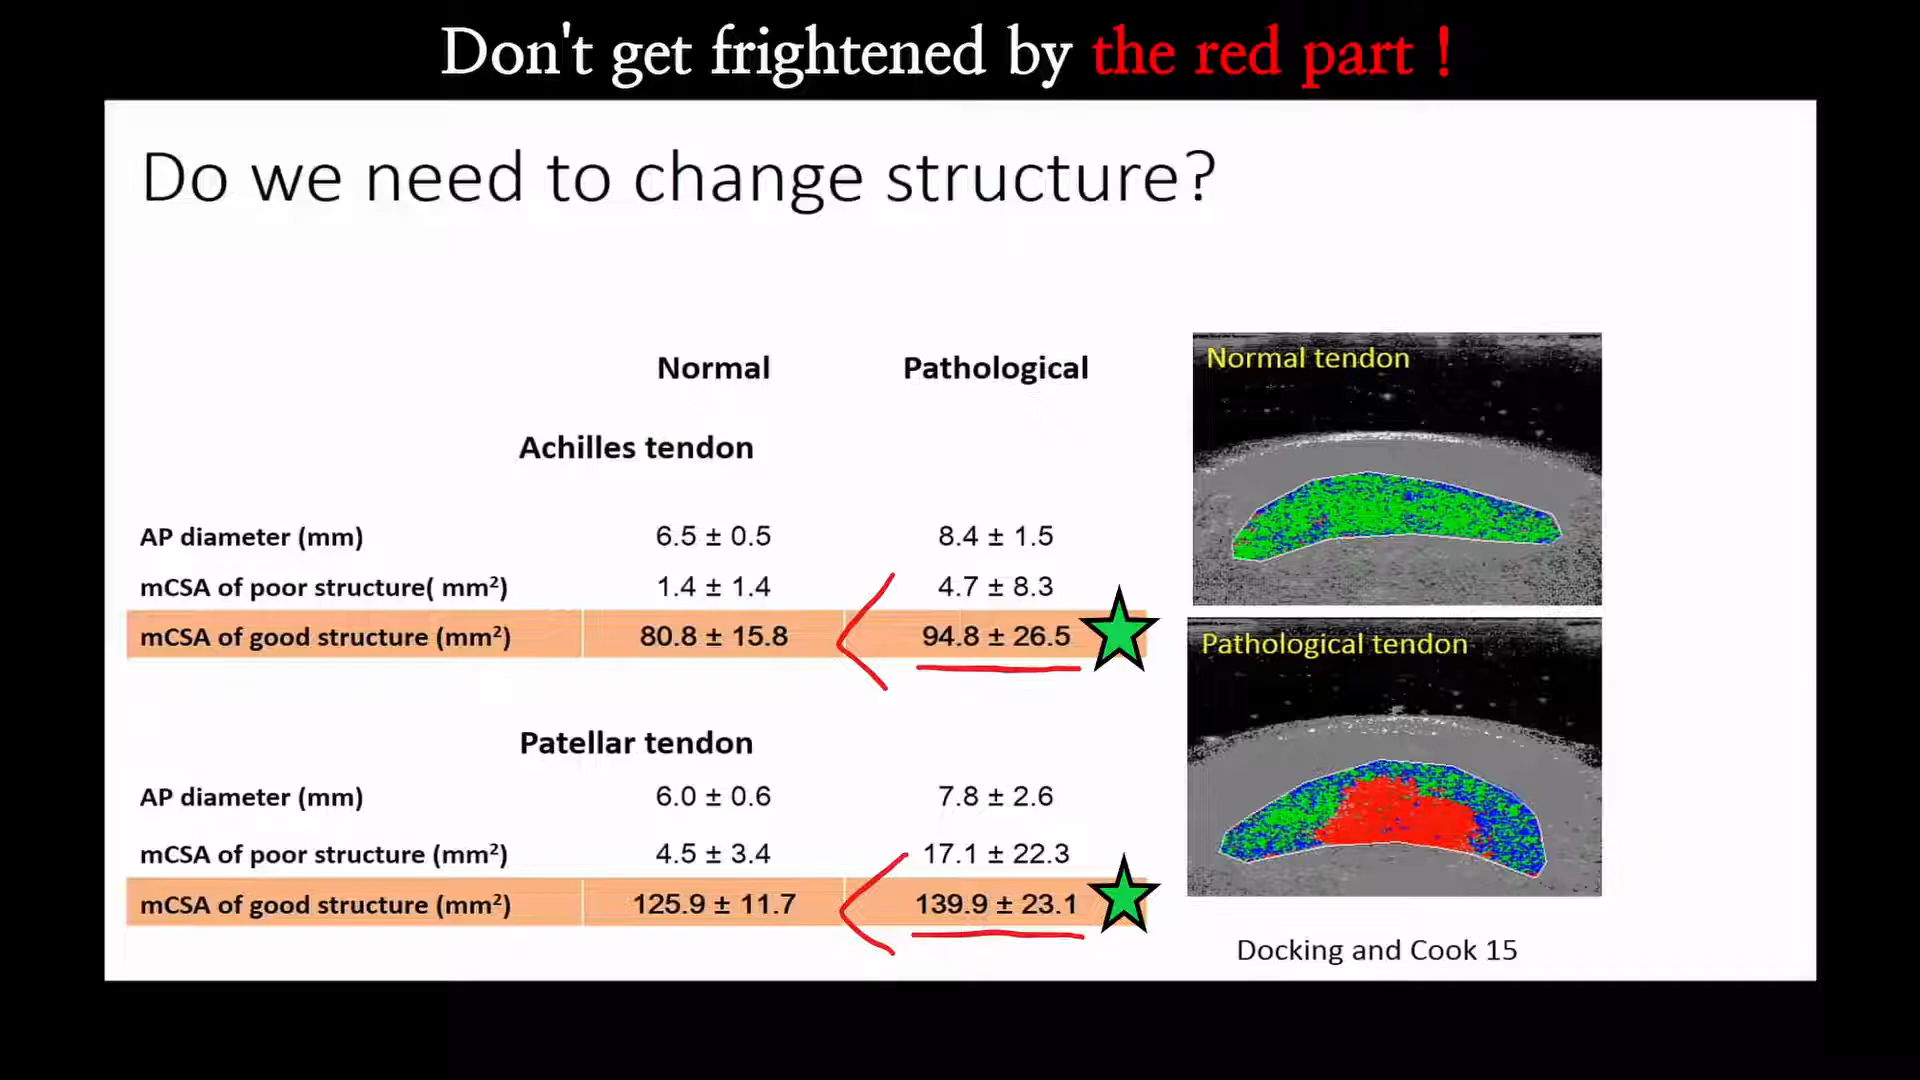 Don't get frightened by the red part !
Do we need to change structure?
Normal Pathological
Achilles tendon
AP diameter (mm) 6.5 ± 0.5 8.4 ± 1.5
mCSA of poor structure( mm²) 1.4 ± 1.4 4.7 ± 8.3
mCSA of good structure (mm²) 80.8 ± 15.8 94.8 ± 26.5
Patellar tendon
AP diameter (mm) 6.0 ± 0.6 7.8 ± 2.6
mCSA of poor structure (mm²) 4.5 ± 3.4 17.1 ± 22.3
mCSA of good structure (mm²) 125.9 ± 11.7 139.9 ± 23.1
Normal tendon
Pathological tendon
Docking and Cook 15